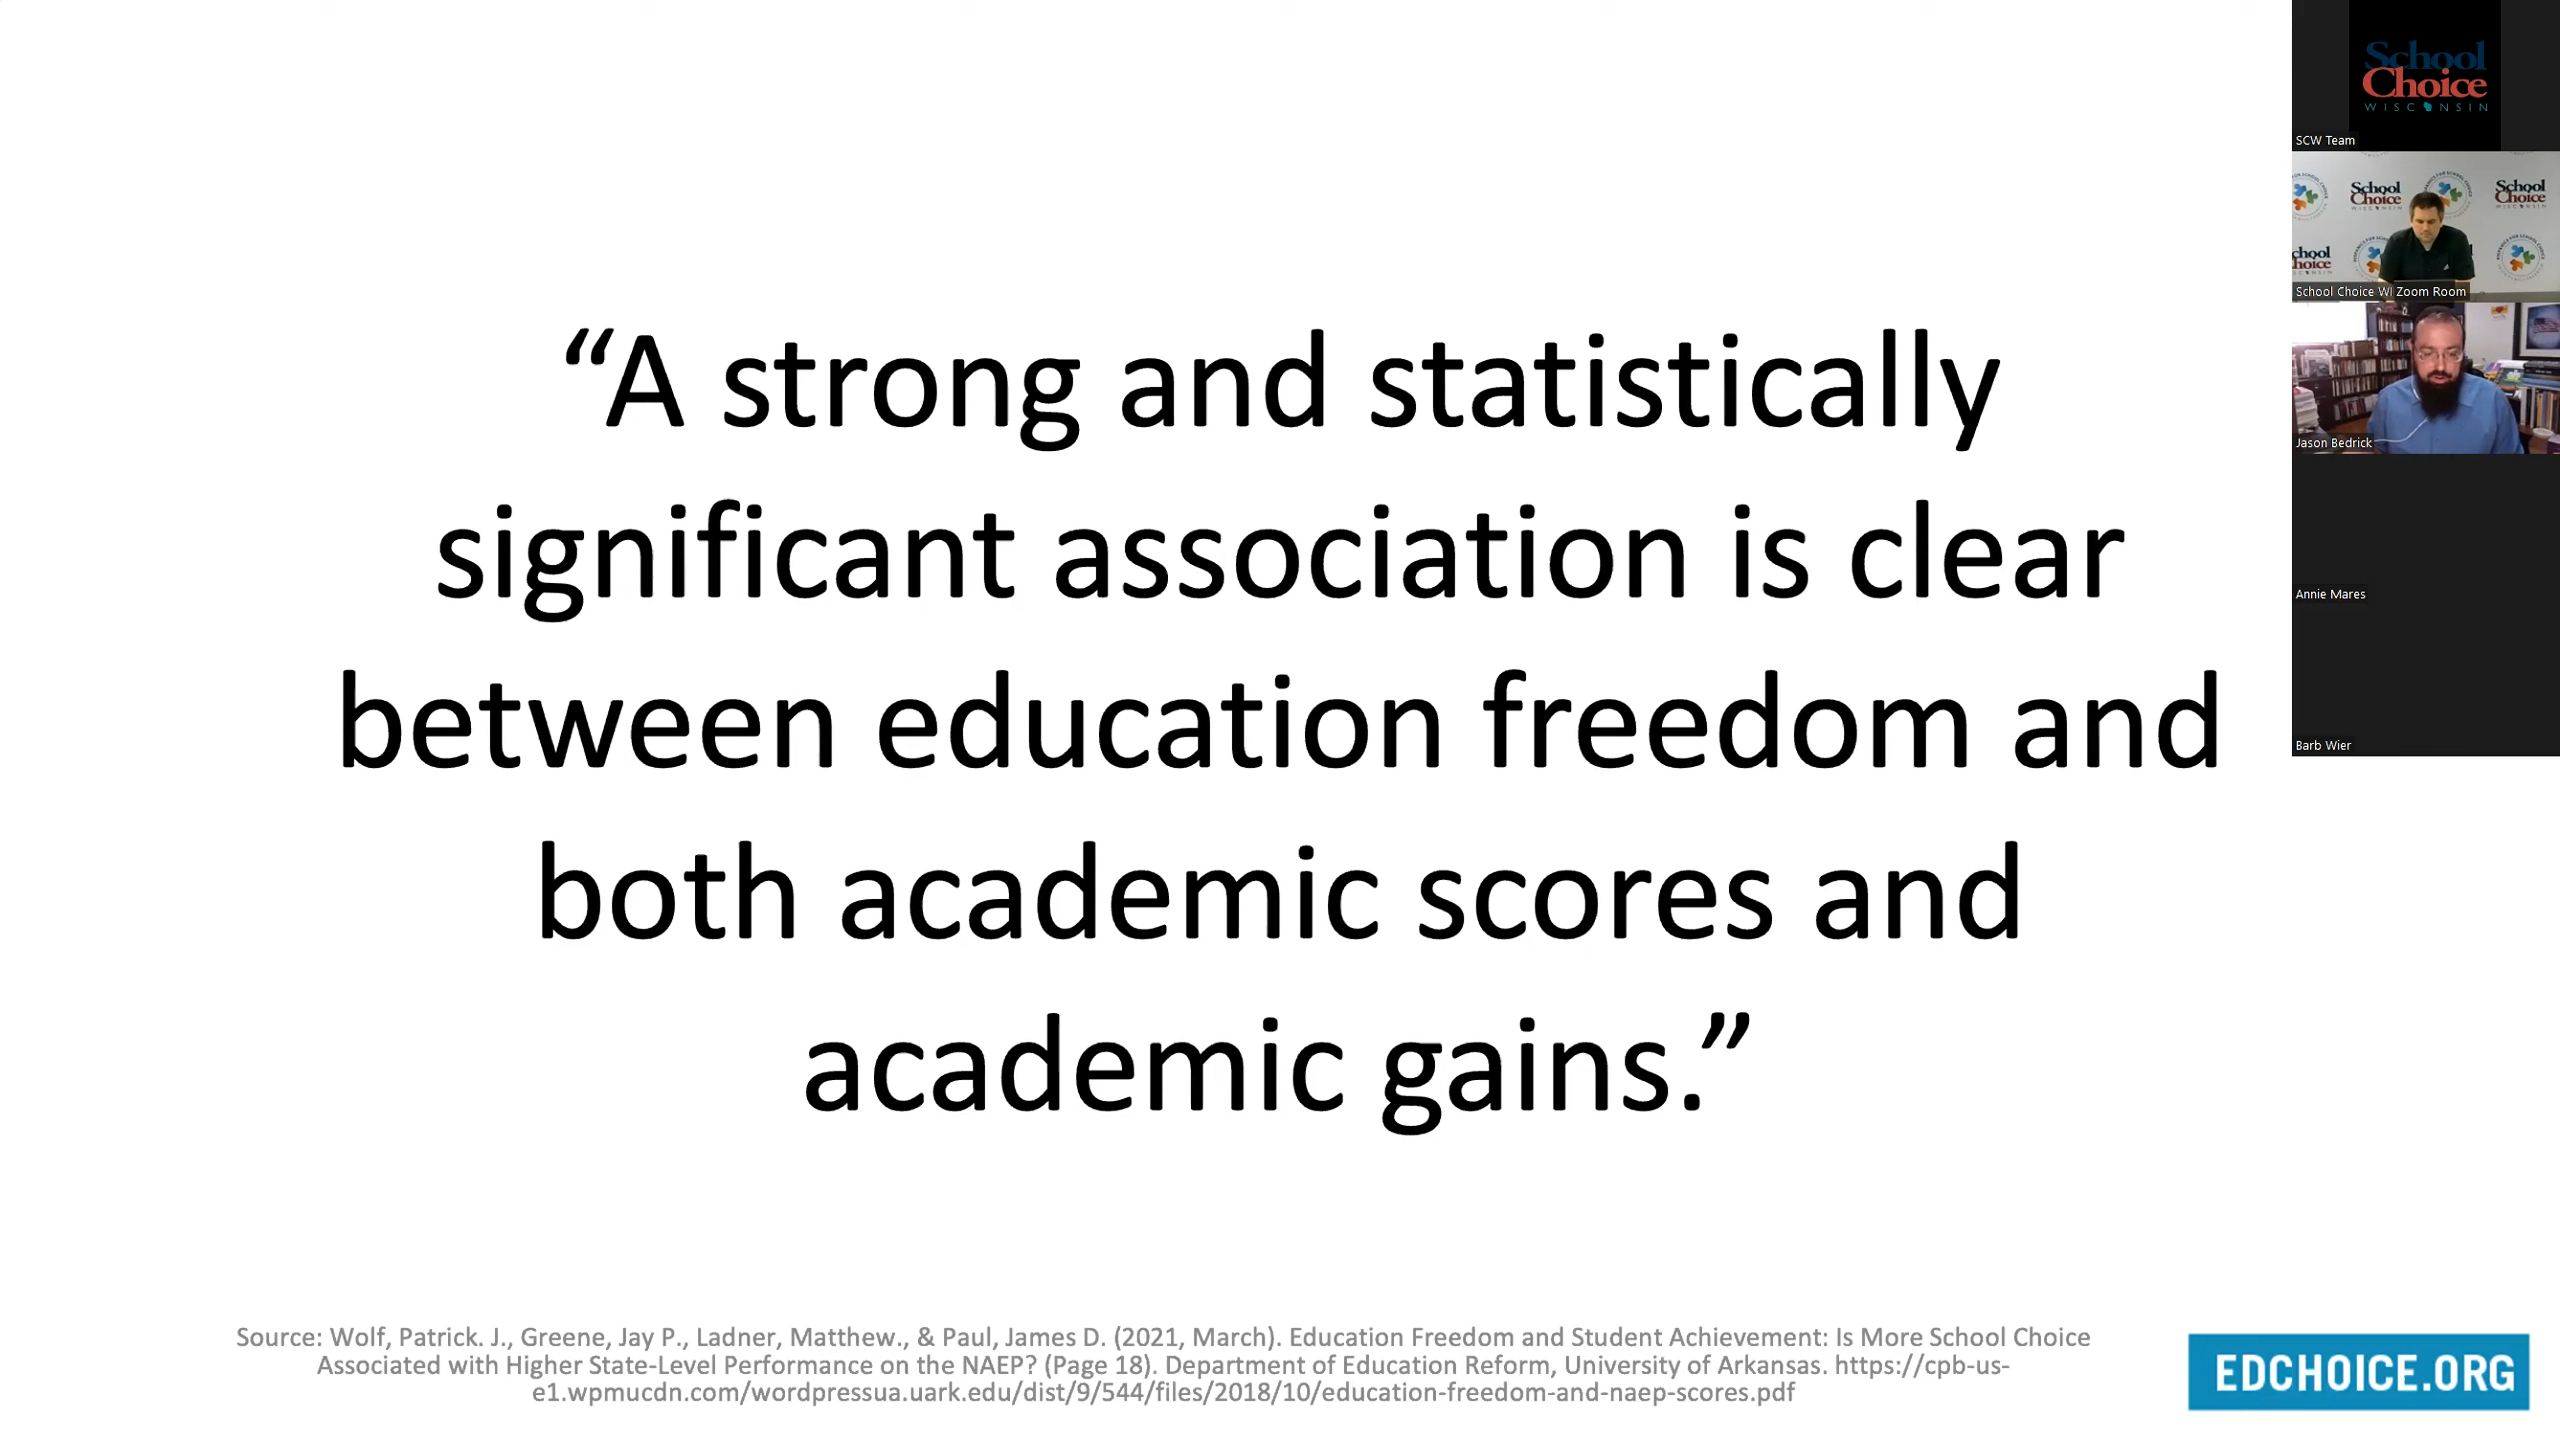 “A strong and statistically
significant association is clear
between education freedom and
both academic scores and
academic gains.”
Source: Wolf, Patrick. J., Greene, Jay P., Ladner, Matthew., & Paul, James D. (2021, March). Education Freedom and Student Achievement: Is More School Choice
Associated with Higher State-Level Performance on the NAEP? (Page 18). Department of Education Reform, University of Arkansas. https://cpb-us-
e1.wpmucdn.com/wordpressua.uark.edu/dist/9/544/files/2018/10/education-freedom-and-naep-scores.pdf
EDCHOICE.ORG
School
Choice
WISCONSIN
SCW Team
School
Choice
School
Choice
School Choice WI Zoom Room
Jason Bedrick
Annie Mares
Barb Wier